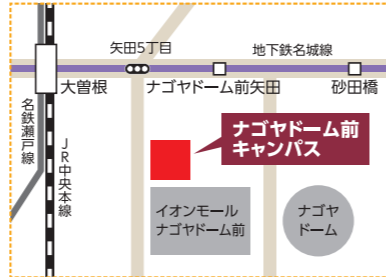 矢田5丁目
地下鉄名城線
大曽根
ナゴヤドーム前矢田
砂田橋
名鉄瀬戸線
JR中央本線
ナゴヤドーム前
キャンパス
イオンモール
ナゴヤドーム前
ナゴヤ
ドーム